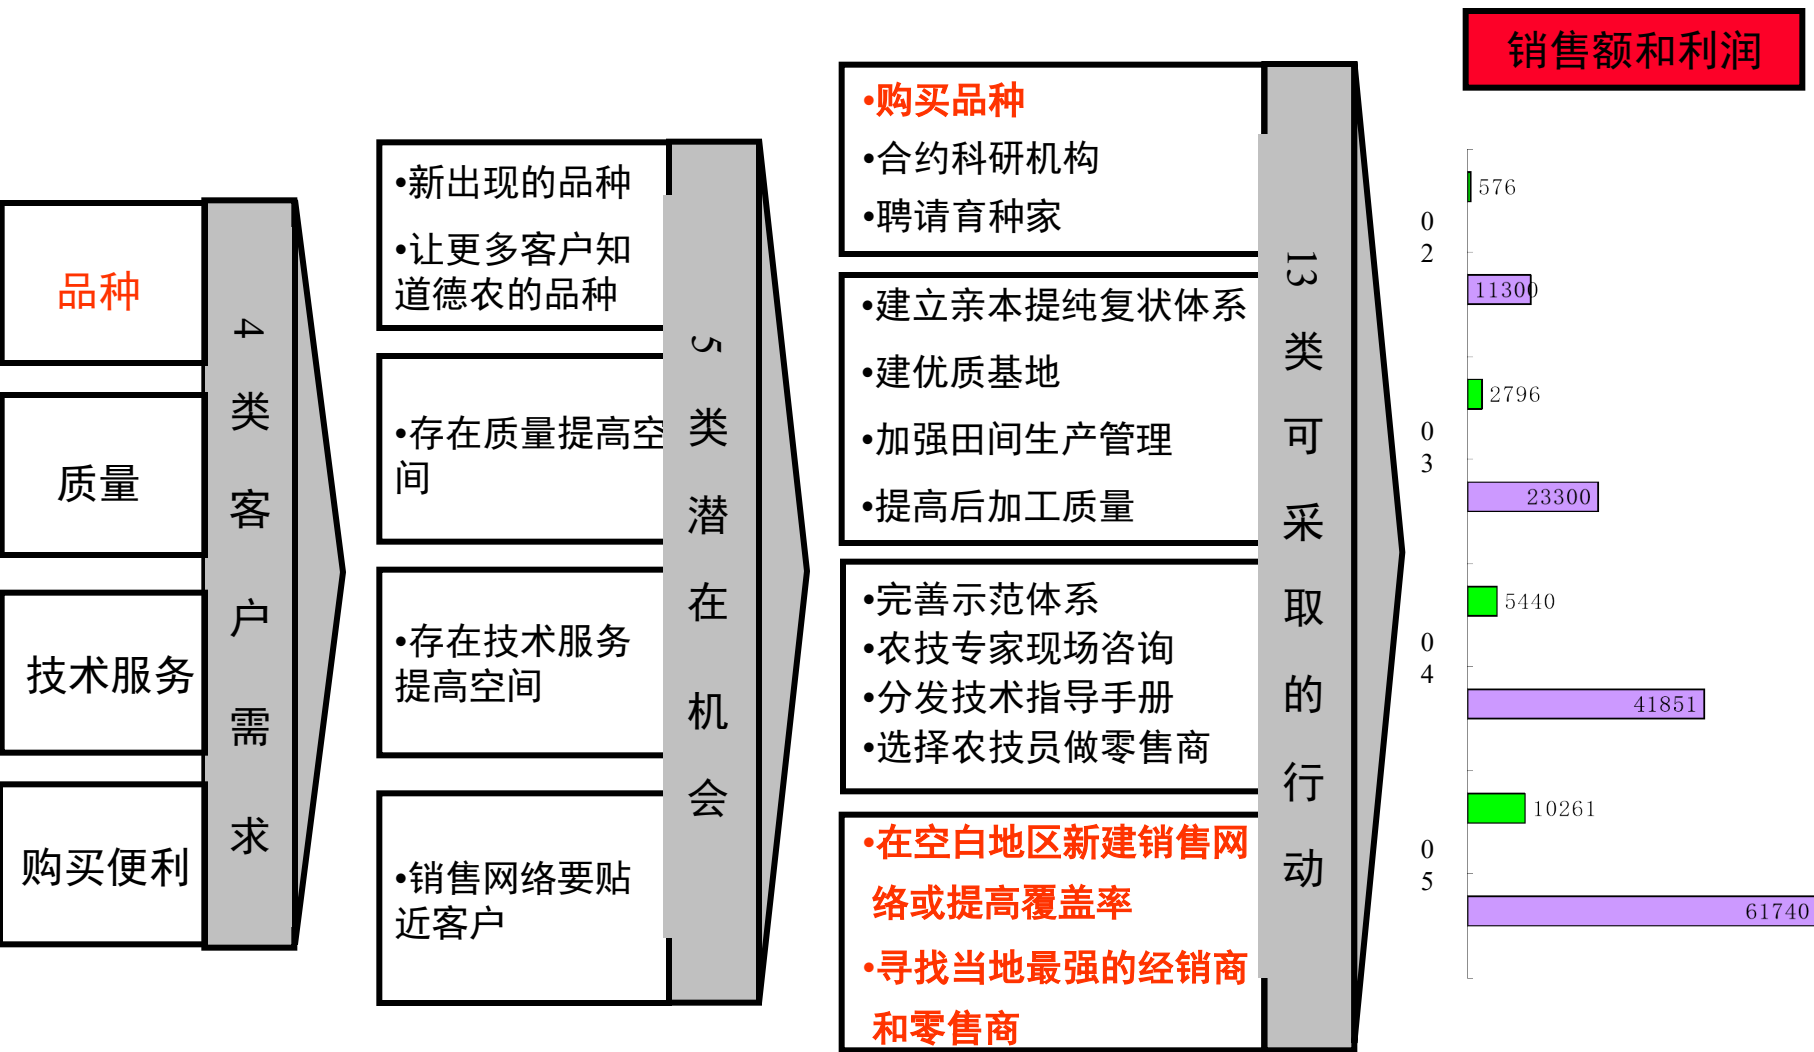 销售额和利润
品种
质量
技术服务
购买便利
4类客户需求
•新出现的品种
•让更多客户知
道德农的品种
•存在质量提高空
间
•存在技术服务
提高空间
•销售网络要贴
近客户
5类潜在机会
•购买品种
•合约科研机构
•聘请育种家
•建立亲本提纯复状体系
•建优质基地
•加强田间生产管理
•提高后加工质量
•完善示范体系
•农技专家现场咨询
•分发技术指导手册
•选择农技员做零售商
•在空白地区新建销售网
络或提高覆盖率
•寻找当地最强的经销商
和零售商
13类可采取的行动
02
576
11300
03
2796
23300
04
5440
41851
05
10261
61740